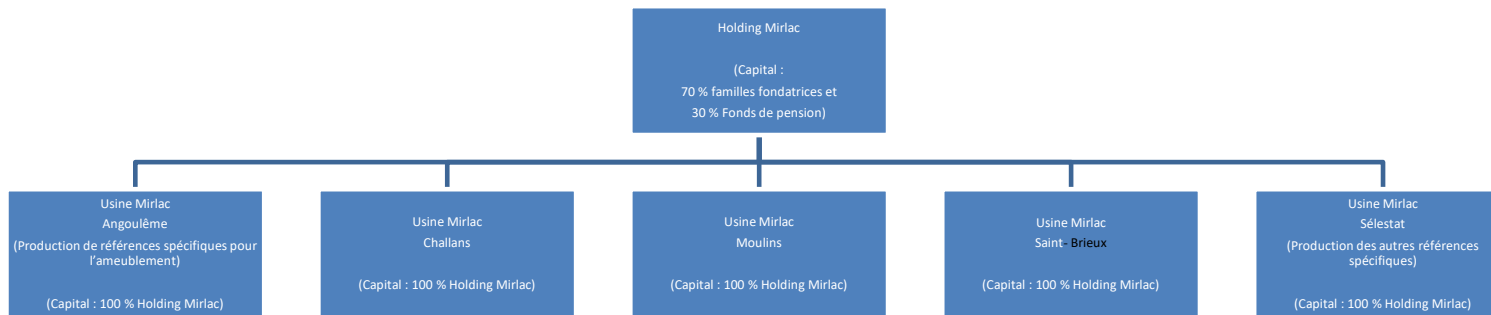 Holding Mirlac
(Capital :
70 % familles fondatrices et
30 % Fonds de pension)
Usine Mirlac
Angoulême
(Production de références spécifiques pour
l'ameublement)
(Capital : 100 % Holding Mirlac)
Usine Mirlac
Challans
(Capital : 100 % Holding Mirlac)
Usine Mirlac
Moulins
(Capital : 100 % Holding Mirlac)
Usine Mirlac
Saint- Brieux
(Capital : 100 % Holding Mirlac)
Usine Mirlac
Sélestat
(Production des autres références
spécifiques)
(Capital : 100 % Holding Mirlac)